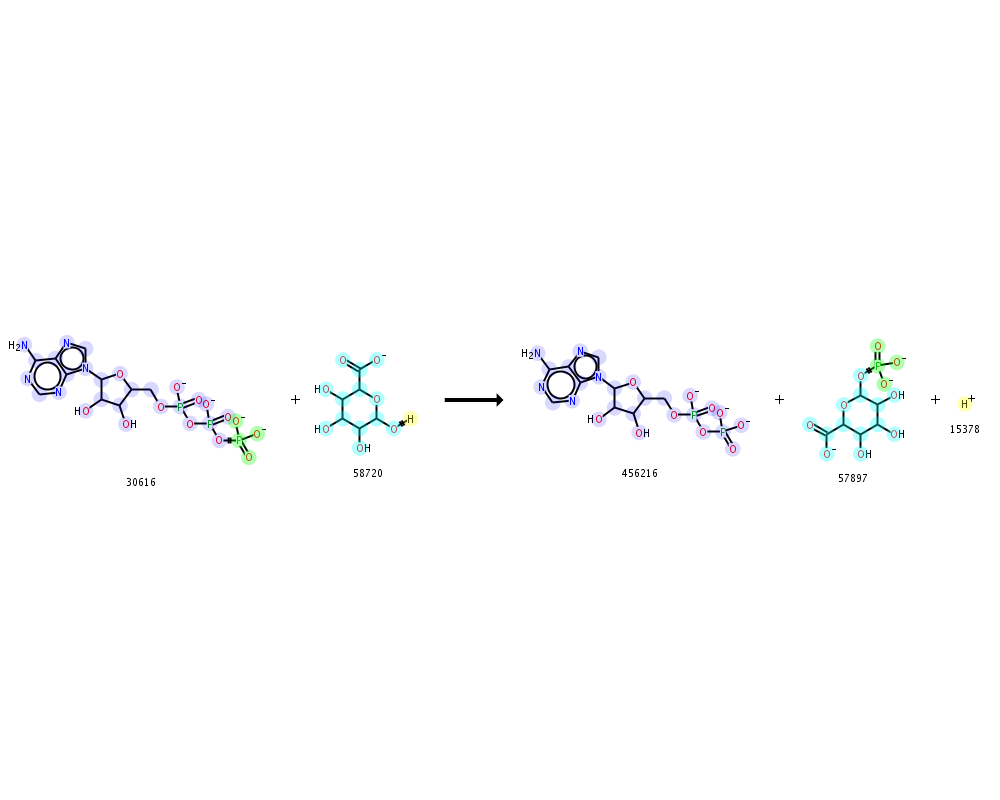 H2N N N N N O HO OH O P O O- O P O O- O P O- O- O
+
O O- HO HO O OH O H
H2N N N N N O HO OH O P O O- O P O- O- O
+
O P O- O- O O OH OH OH O O-
+
H+
30616
58720
456216
57897
15378